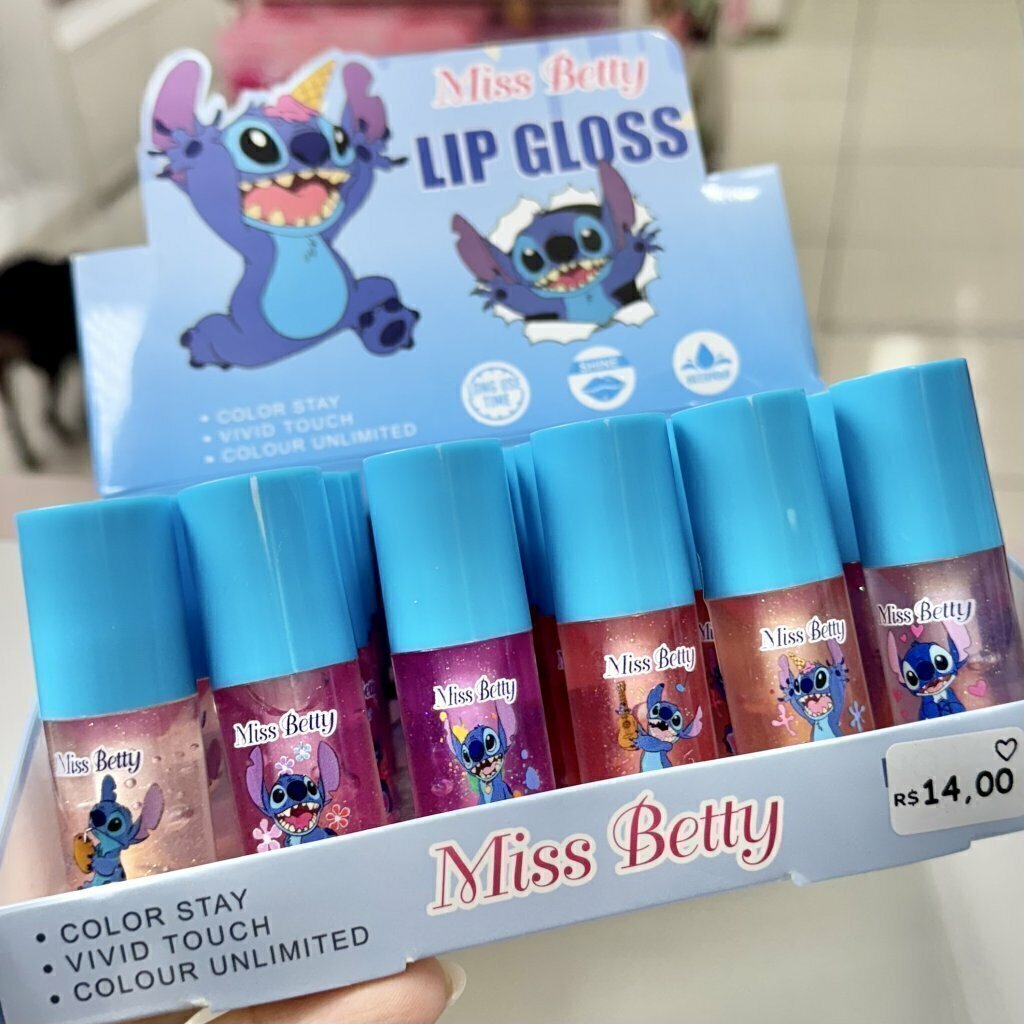 Miss Betty
LIP GLOSS
SHINE
• COLOR STAY
• VIVID TOUCH
• COLOUR UNLIMITED
Miss Betty
Miss Betty
Miss Betty
Miss Betty
Miss Betty
Miss Betty
R$14,00
Miss Betty
• COLOR STAY
• VIVID TOUCH
• COLOUR UNLIMITED